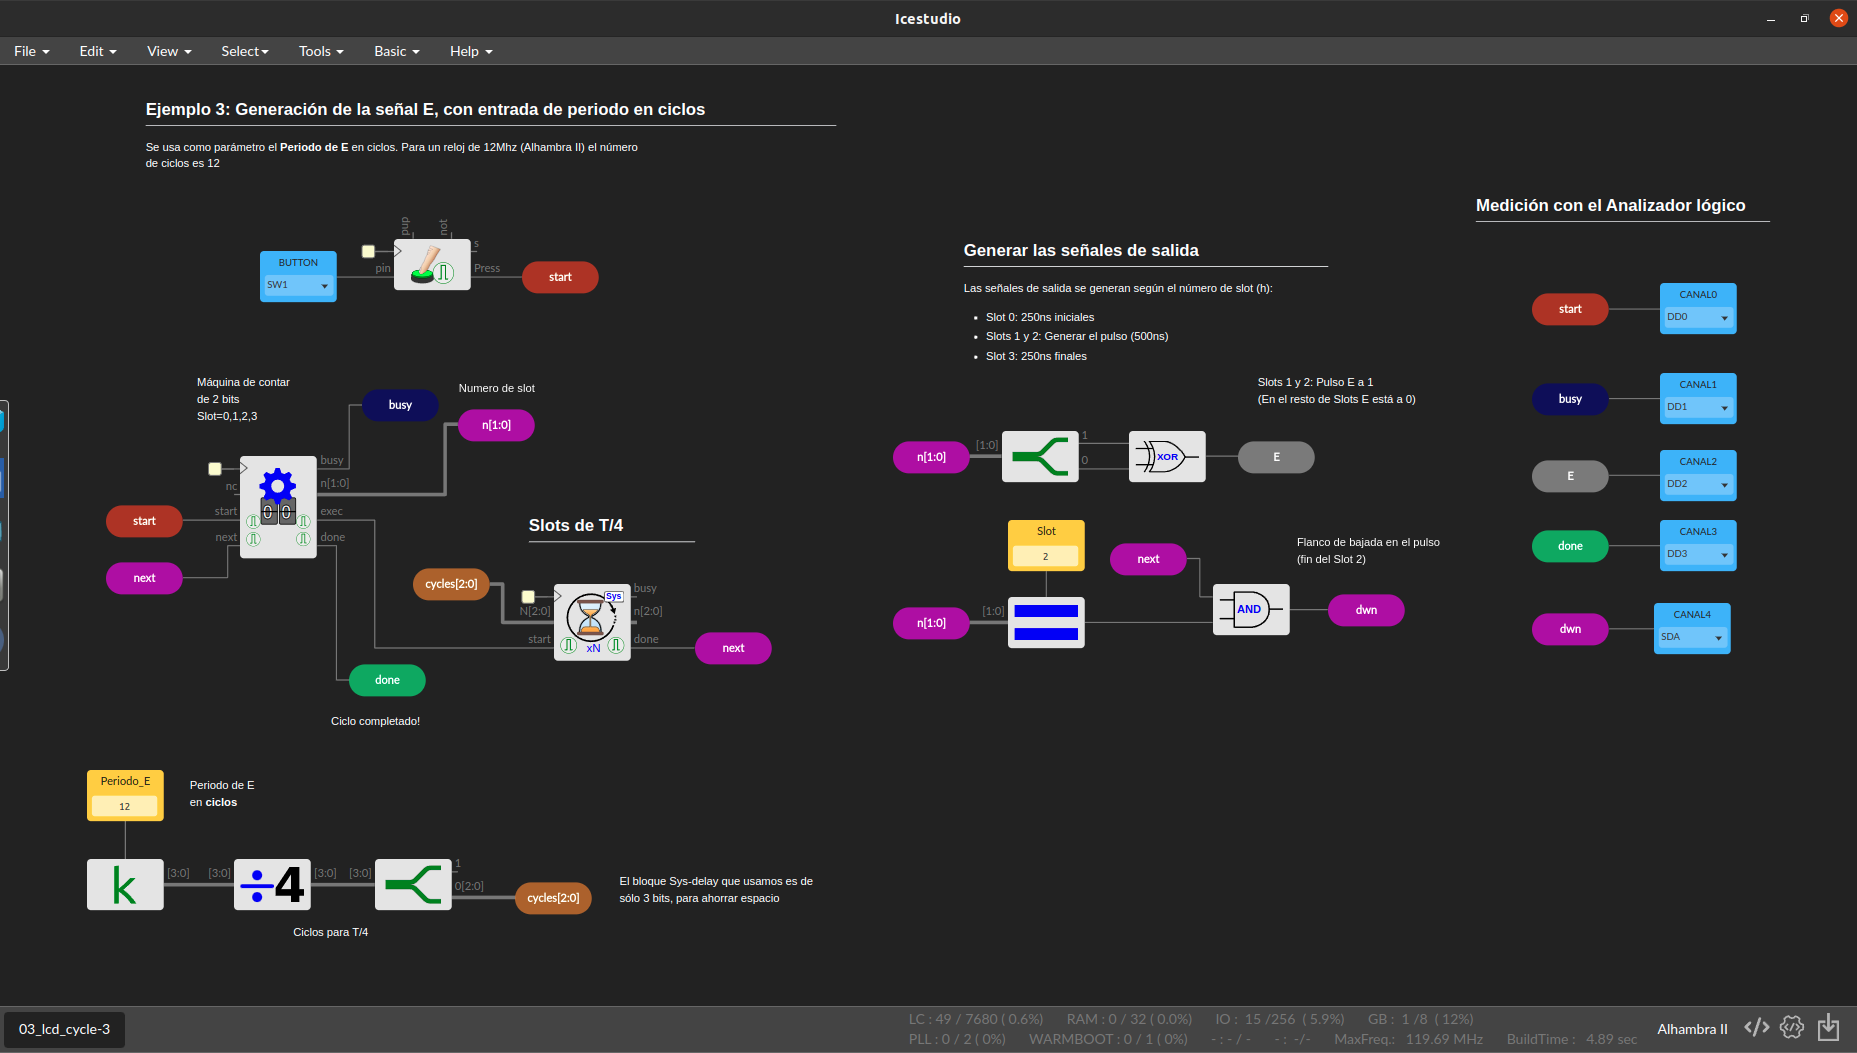 Icestudio
File
Edit
View
Select
Tools
Basic
Help
Ejemplo 3: Generación de la señal E, con entrada de periodo en ciclos
Se usa como parámetro el Periodo de E en ciclos. Para un reloj de 12Mhz (Alhambra II) el número
de ciclos es 12
BUTTON
SW1
pup
not
pin
s
Press
start
Máquina de contar
de 2 bits
Slot=0,1,2,3
busy
Numero de slot
n[1:0]
busy
nc
n[1:0]
start
start
exec
next
next
done
0 0
Slots de T/4
cycles[2:0]
Sys
xN
busy
N[2:0]
n[2:0]
start
done
next
done
Ciclo completado!
Periodo_E
12
Periodo de E
en ciclos
k
[3:0]
[3:0]
÷4
[3:0]
[3:0]
1
0[2:0]
cycles[2:0]
El bloque Sys-delay que usamos es de
sólo 3 bits, para ahorrar espacio
Ciclos para T/4
Generar las señales de salida
Las señales de salida se generan según el número de slot (h):
Slot 0: 250ns iniciales
Slots 1 y 2: Generar el pulso (500ns)
Slot 3: 250ns finales
Slots 1 y 2: Pulso E a 1
(En el resto de Slots E está a 0)
n[1:0]
[1:0]
1
0
XOR
E
Slot
2
next
Flanco de bajada en el pulso
(fin del Slot 2)
n[1:0]
[1:0]
AND
dwn
Medición con el Analizador lógico
start
CANAL0
DD0
busy
CANAL1
DD1
E
CANAL2
DD2
done
CANAL3
DD3
dwn
CANAL4
SDA
03_lcd_cycle-3
LC : 49 / 7680 ( 0.6%)
RAM : 0 / 32 ( 0.0%)
IO : 15 /256 ( 5.9%)
GB : 1 /8 ( 12%)
PLL : 0 / 2 ( 0%)
WARMBOOT : 0 / 1 ( 0%)
- : - / -
- : -/-
MaxFreq.: 119.69 MHz
BuildTime : 4.89 sec
Alhambra II